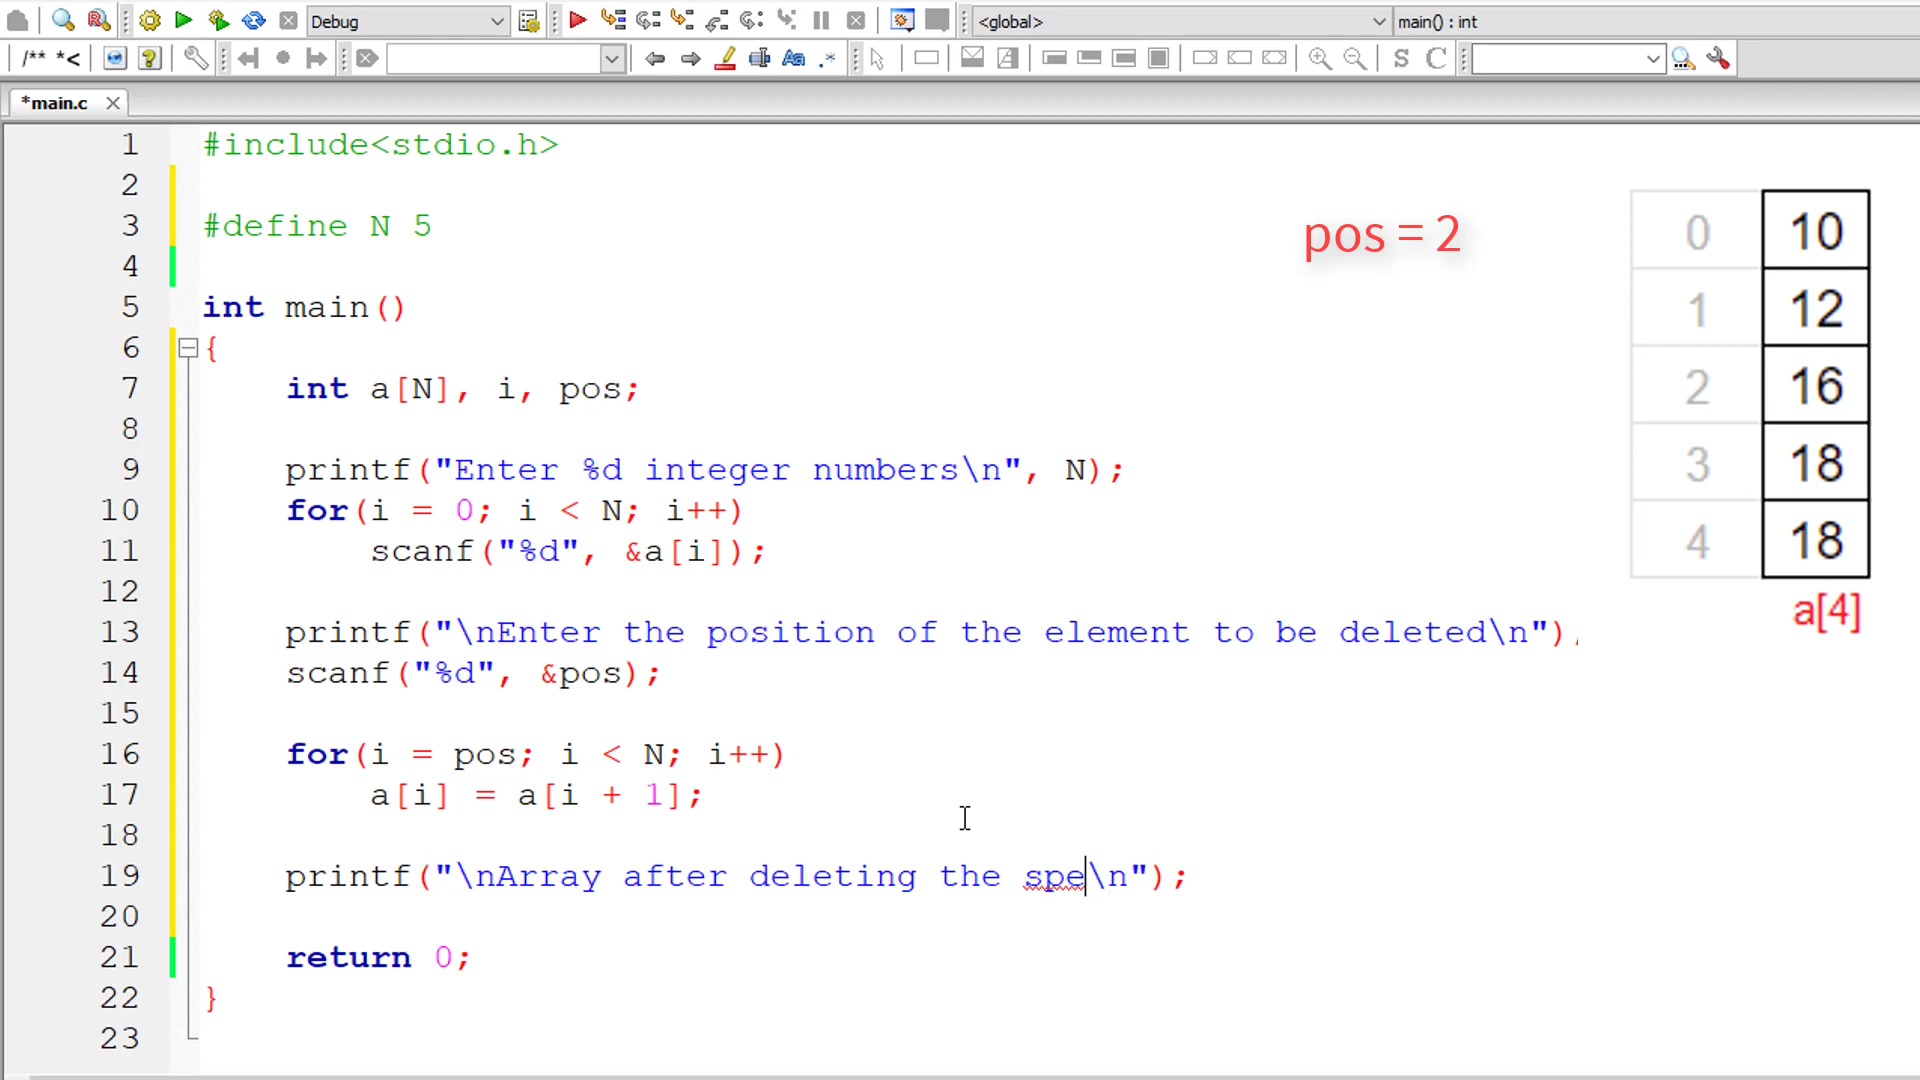 Debug
<global>
main() : int
/** *<
S C
*main.c
1 #include<stdio.h>
2
3 #define N 5
4
5 int main()
6 {
7 int a[N], i, pos;
8
9 printf("Enter %d integer numbers\n", N);
10 for(i = 0; i < N; i++)
11 scanf("%d", &a[i]);
12
13 printf("\nEnter the position of the element to be deleted\n")
14 scanf("%d", &pos);
15
16 for(i = pos; i < N; i++)
17 a[i] = a[i + 1];
18
19 printf("\nArray after deleting the spe\n");
20
21 return 0;
22 }
23
pos = 2
0 10
1 12
2 16
3 18
4 18
a[4]